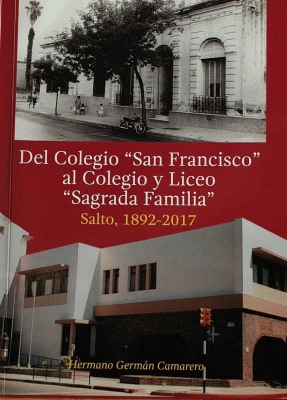 Del Colegio “San Francisco”
al Colegio y Liceo
“Sagrada Familia”
Salto, 1892-2017
Hermano Germán Camarero